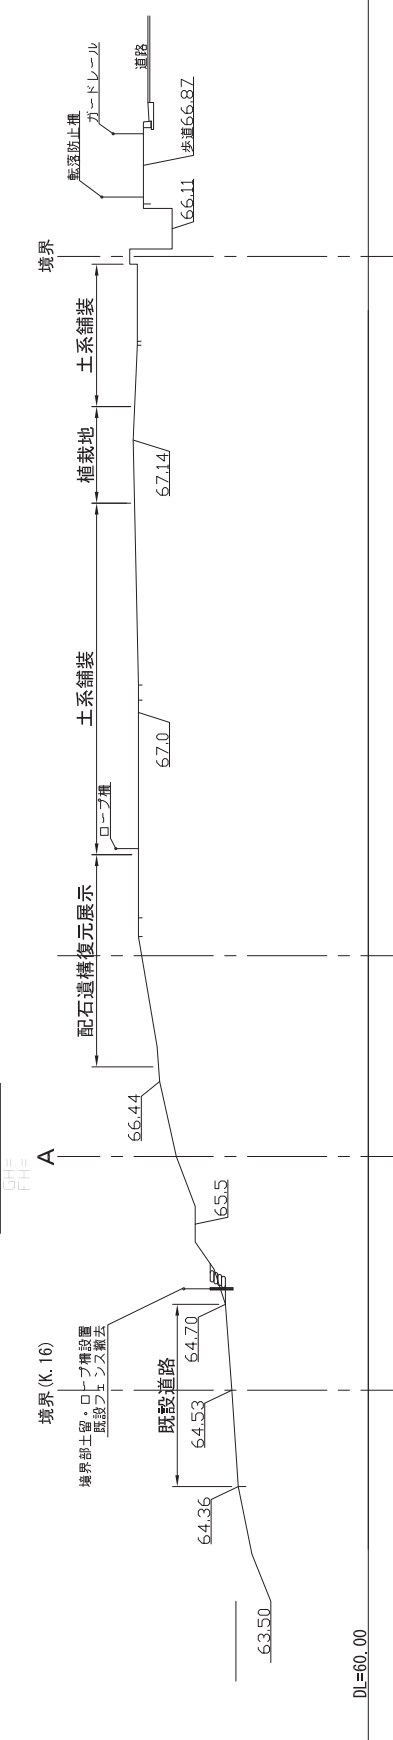 境界(K.16)
A
境界
境界部土留・ロープ柵設置
既設フェンス撤去
既設道路
配石遺構復元展示
ロープ柵
土系舗装
植栽地
土系舗装
転落防止柵
ガードレール
道路
歩道66.87
66.11
67.14
67.0
66.44
65.5
64.70
64.53
64.36
63.50
GH=
FH=
DL=60.00